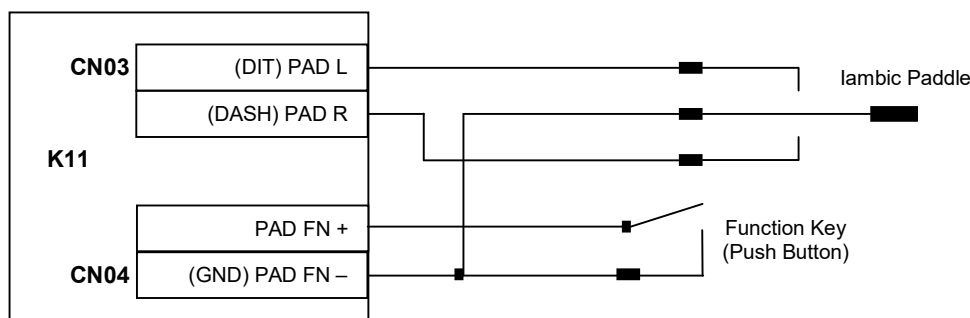 CN03
(DIT) PAD L
(DASH) PAD R
Iambic Paddle
K11
PAD FN +
Function Key
(Push Button)
CN04
(GND) PAD FN –